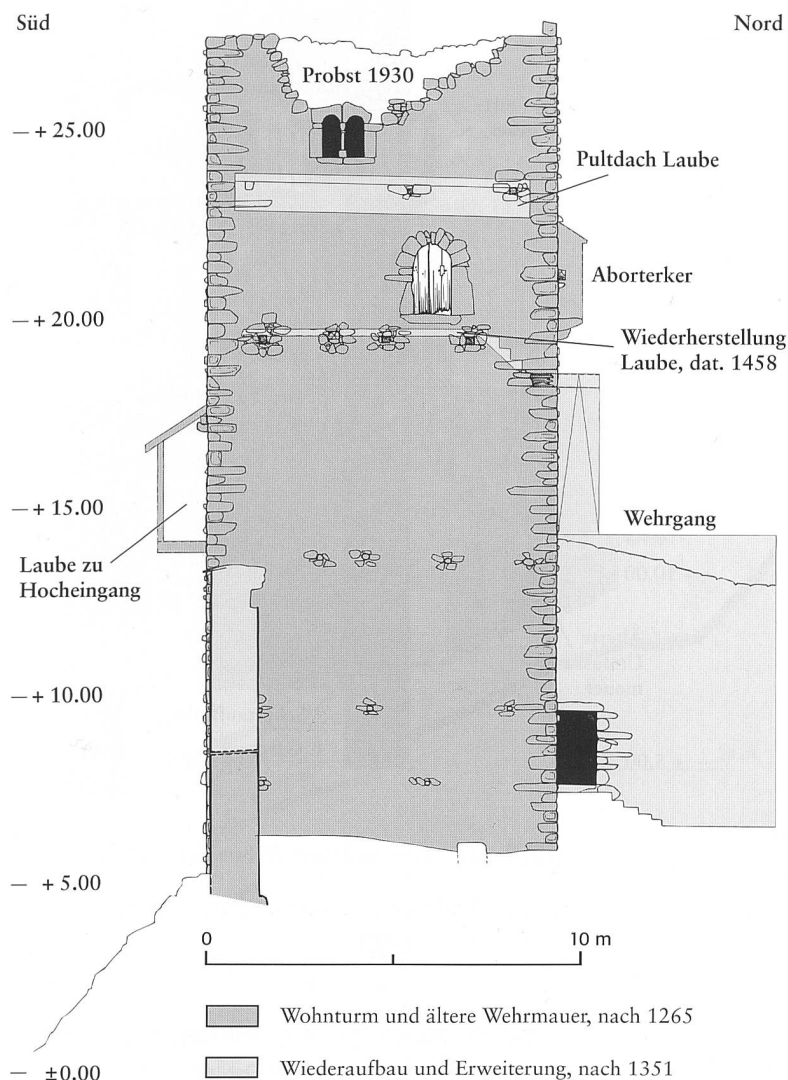 Süd
Nord
Probst 1930
— + 25.00
Pultdach Laube
Aborterker
— + 20.00
Wiederherstellung
Laube, dat. 1458
— + 15.00
Wehrgang
Laube zu
Hocheingang
— + 10.00
— + 5.00
0
10 m
Wohnturm und ältere Wehrmauer, nach 1265
Wiederaufbau und Erweiterung, nach 1351
— ±0.00